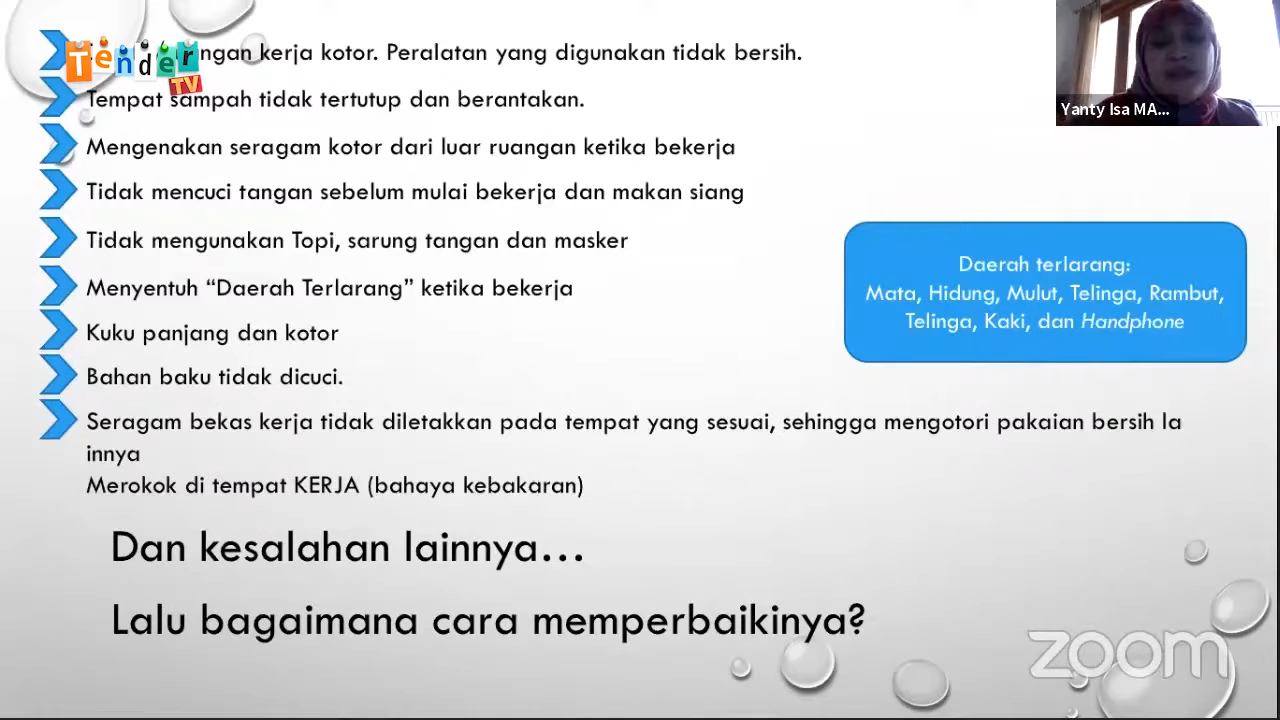 Tender TV
ngan kerja kotor. Peralatan yang digunakan tidak bersih.
Tempat sampah tidak tertutup dan berantakan.
Mengenakan seragam kotor dari luar ruangan ketika bekerja
Tidak mencuci tangan sebelum mulai bekerja dan makan siang
Tidak mengunakan Topi, sarung tangan dan masker
Menyentuh “Daerah Terlarang” ketika bekerja
Kuku panjang dan kotor
Bahan baku tidak dicuci.
Seragam bekas kerja tidak diletakkan pada tempat yang sesuai, sehingga mengotori pakaian bersih la
innya
Merokok di tempat KERJA (bahaya kebakaran)
Dan kesalahan lainnya...
Lalu bagaimana cara memperbaikinya?
Daerah terlarang:
Mata, Hidung, Mulut, Telinga, Rambut,
Telinga, Kaki, dan Handphone
Yanty Isa MA...
zoom